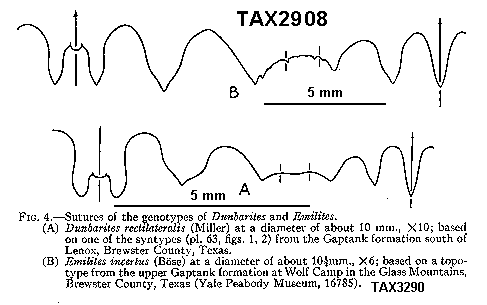 TAX2908
B
5 mm
5 mm
A
FIG. 4.—Sutures of the genotypes of Dunbarites and Emilites.
(A) Dunbarites rectilateralis (Miller) at a diameter of about 10 mm., ×10; based
on one of the syntypes (pl. 63, figs. 1, 2) from the Gaptank formation south of
Lenox, Brewster County, Texas.
(B) Emilites incertus (Böse) at a diameter of about 10½mm., ×6; based on a topo-
type from the upper Gaptank formation at Wolf Camp in the Glass Mountains,
Brewster County, Texas (Yale Peabody Museum, 16785).
TAX3290